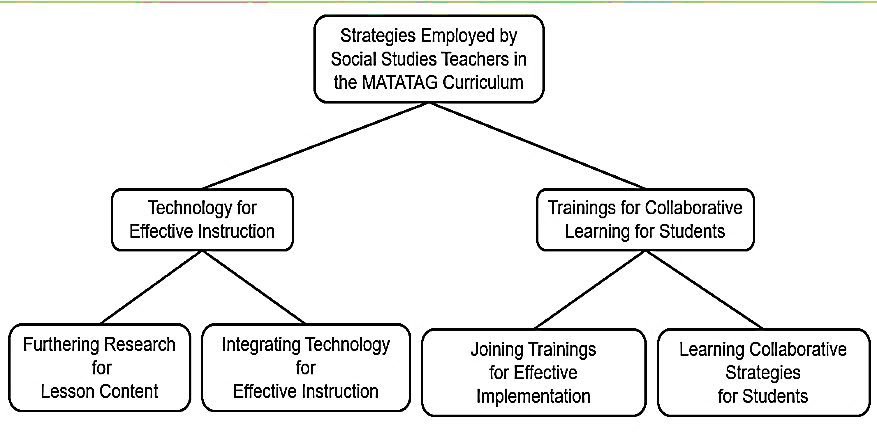 Strategies Employed by
Social Studies Teachers in
the MATATAG Curriculum
Technology for
Effective Instruction
Trainings for Collaborative
Learning for Students
Furthering Research
for
Lesson Content
Integrating Technology
for
Effective Instruction
Joining Trainings
for Effective
Implementation
Learning Collaborative
Strategies
for Students